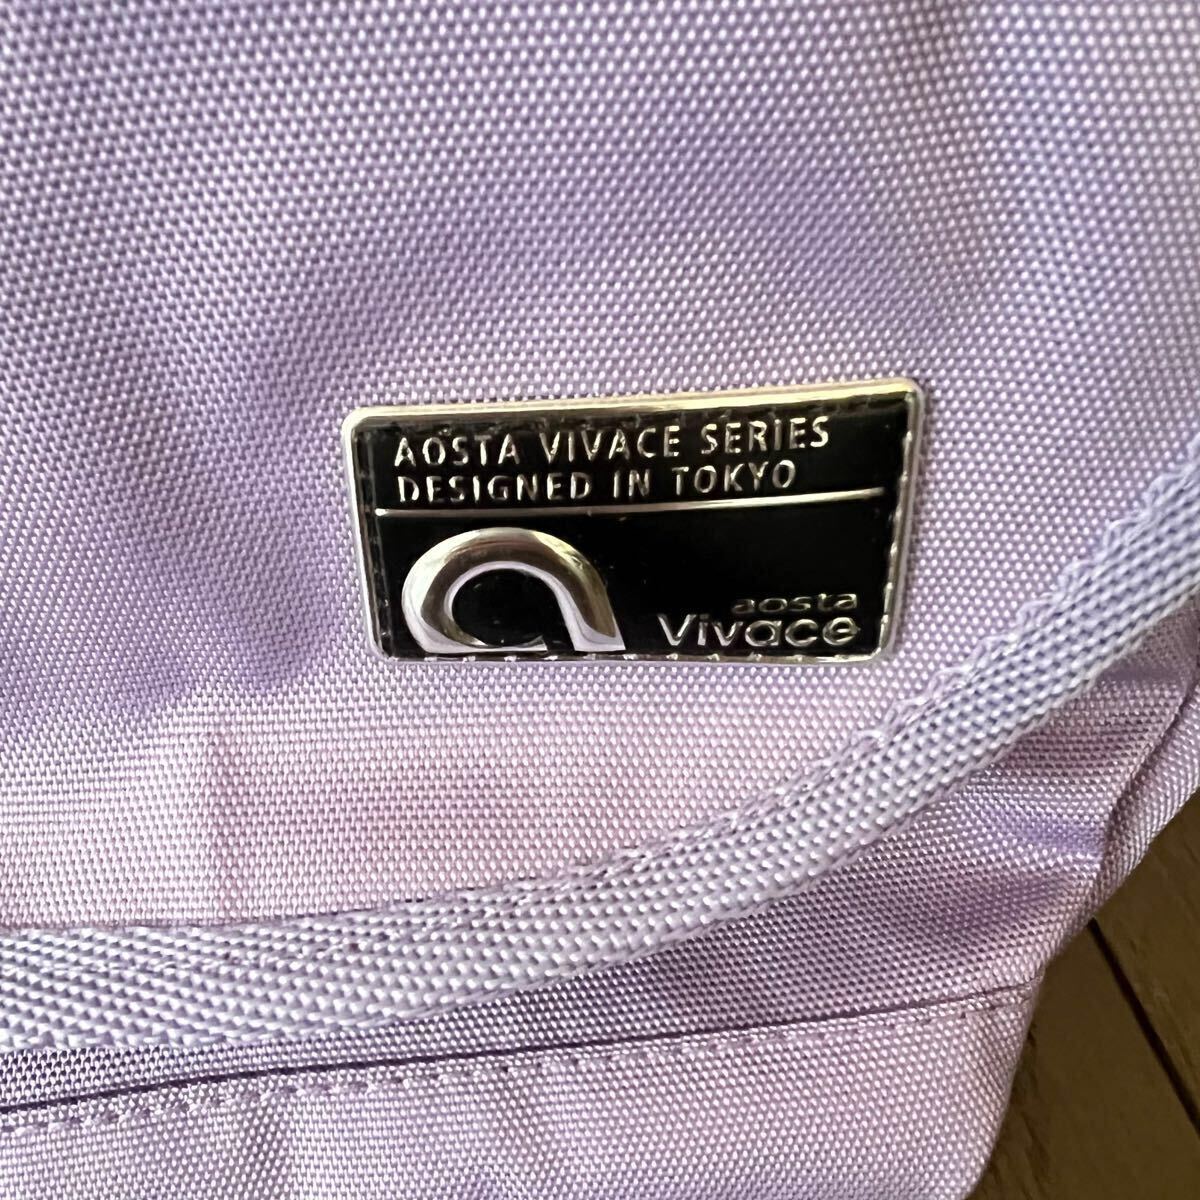 AOSTA VIVACE SERIES
DESIGNED IN TOKYO
aosta
Vivace